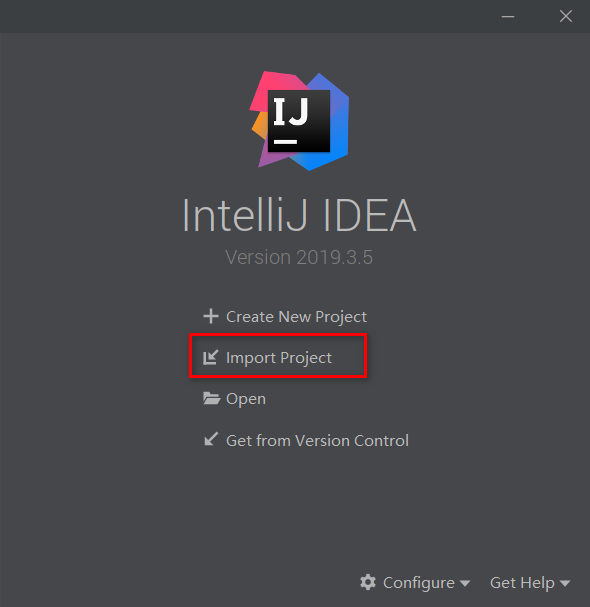 IJ
IntelliJ IDEA
Version 2019.3.5
Create New Project
Import Project
Open
Get from Version Control
Configure Get Help